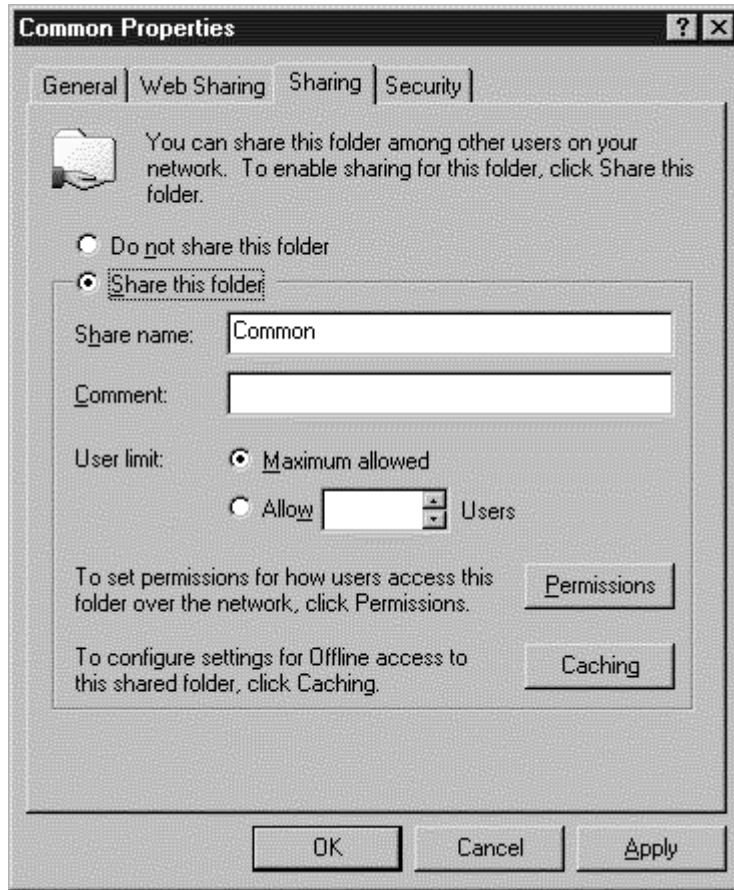 Common Properties
General Web Sharing Sharing Security
You can share this folder among other users on your
network. To enable sharing for this folder, click Share this
folder.
Do not share this folder
Share this folder
Share name: Common
Comment:
User limit: Maximum allowed
Allow Users
To set permissions for how users access this
folder over the network, click Permissions.
Permissions
To configure settings for Offline access to
this shared folder, click Caching.
Caching
OK Cancel Apply